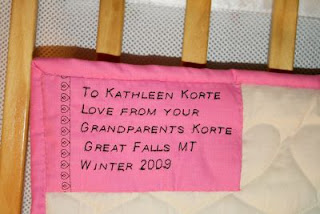 To Kathleen Korte
Love from your
Grandparents Korte
Great Falls MT
Winter 2009